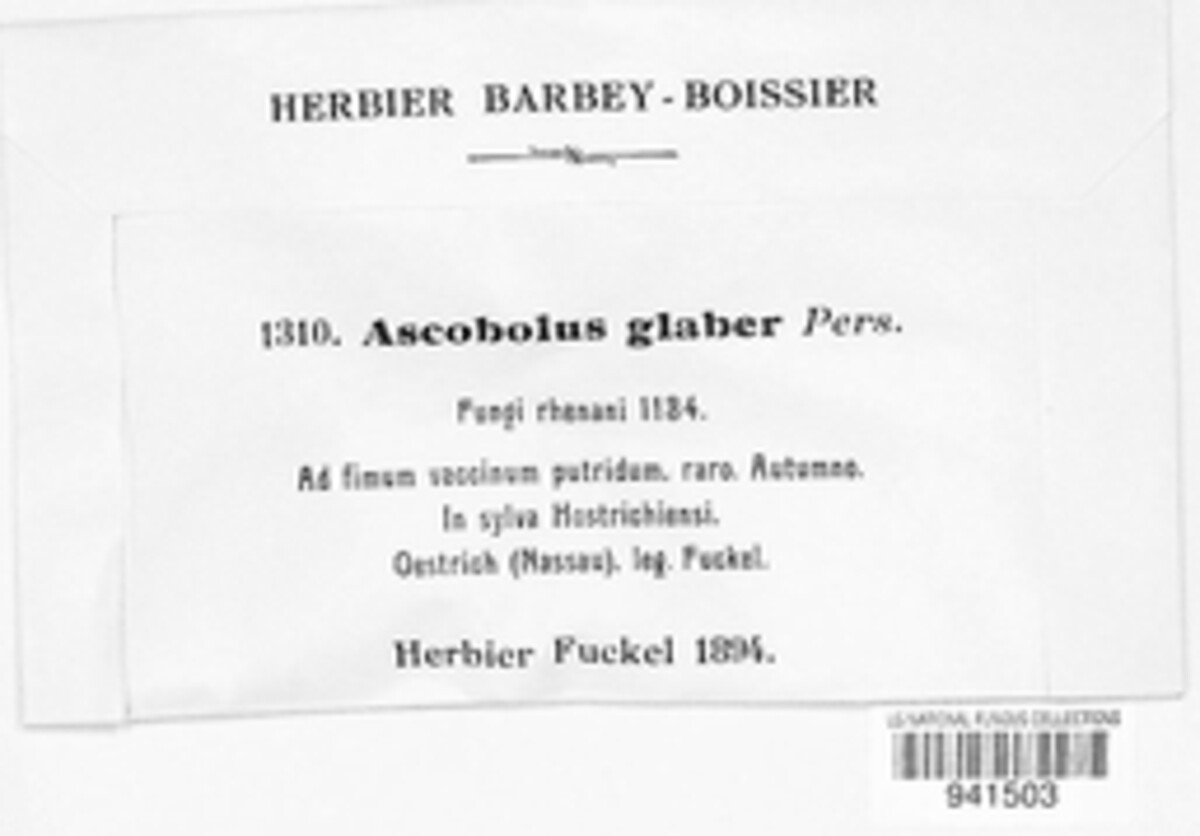 HERBIER BARBEY-BOISSIER
1310. Ascobolus glaber Pers.
Fungi rhenani 1184.
Ad fimum vaccinum putridum. raro. Autumno.
In sylva Hostrichiensi.
Oestrich (Nassau). leg. Fuckel.
Herbier Fuckel 1894.
US NATIONAL FUNGUS COLLECTIONS
941503